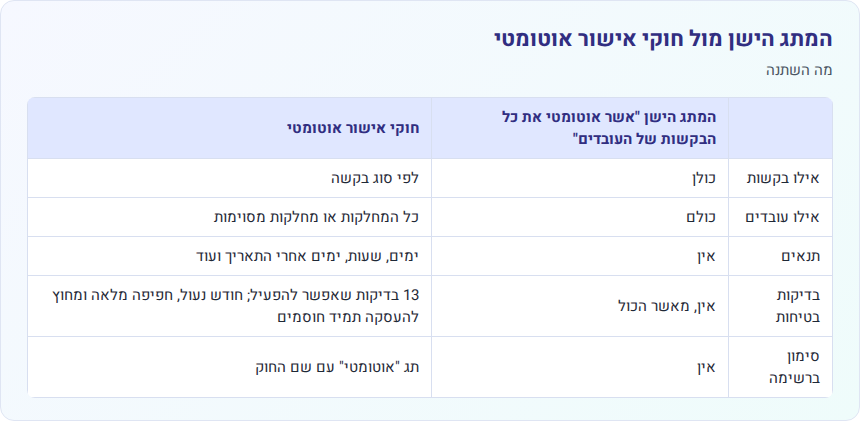 המתג הישן מול חוקי אישור אוטומטי
מה השתנה
המתג הישן "אשר אוטומטי את כל
הבקשות של העובדים"
חוקי אישור אוטומטי
אילו בקשות
כולן
לפי סוג בקשה
אילו עובדים
כולם
כל המחלקות או מחלקות מסוימות
תנאים
אין
ימים, שעות, ימים אחרי התאריך ועוד
בדיקות
בטיחות
אין, מאשר הכול
13 בדיקות שאפשר להפעיל; חודש נעול, חפיפה מלאה ומחוץ
להעסקה תמיד חוסמים
סימון
ברשימה
אין
תג "אוטומטי" עם שם החוק